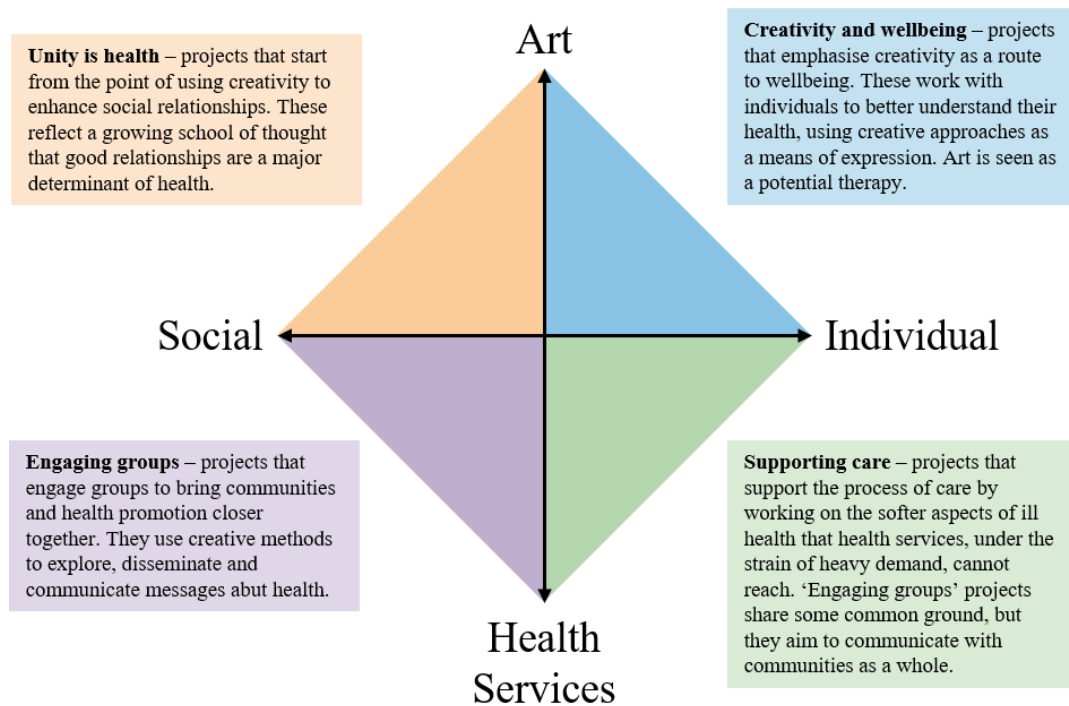 Art
Unity is health – projects that start
from the point of using creativity to
enhance social relationships. These
reflect a growing school of thought
that good relationships are a major
determinant of health.
Creativity and wellbeing – projects
that emphasise creativity as a route
to wellbeing. These work with
individuals to better understand their
health, using creative approaches as
a means of expression. Art is seen as
a potential therapy.
Social
Individual
Engaging groups – projects that
engage groups to bring communities
and health promotion closer
together. They use creative methods
to explore, disseminate and
communicate messages abut health.
Supporting care – projects that
support the process of care by
working on the softer aspects of ill
health that health services, under the
strain of heavy demand, cannot
reach. ‘Engaging groups’ projects
share some common ground, but
they aim to communicate with
communities as a whole.
Health
Services